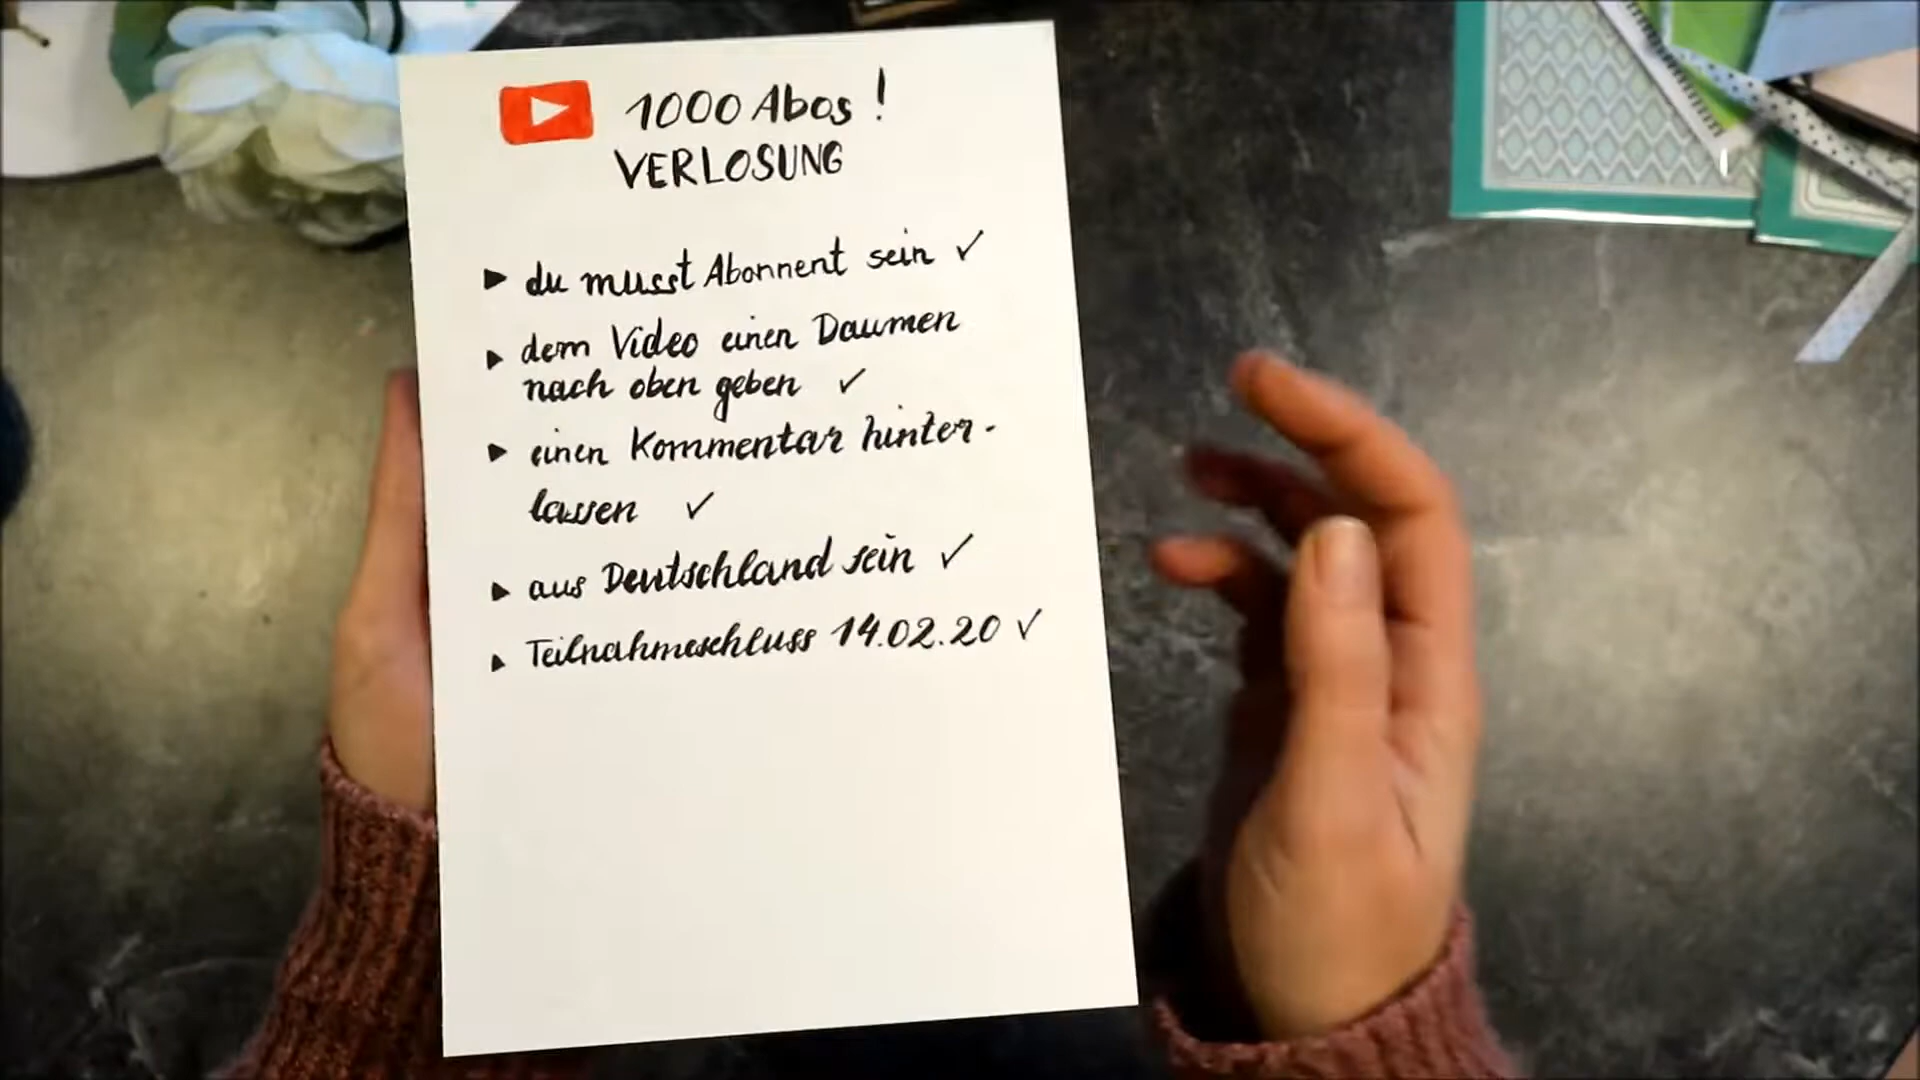 1000 Abos!
VERLOSUNG
▶ du musst Abonnent sein ✓
▶ dem Video einen Daumen
nach oben geben ✓
▶ einen Kommentar hinter-
lassen ✓
▶ aus Deutschland sein ✓
▶ Teilnahmeschluss 14.02.20 ✓